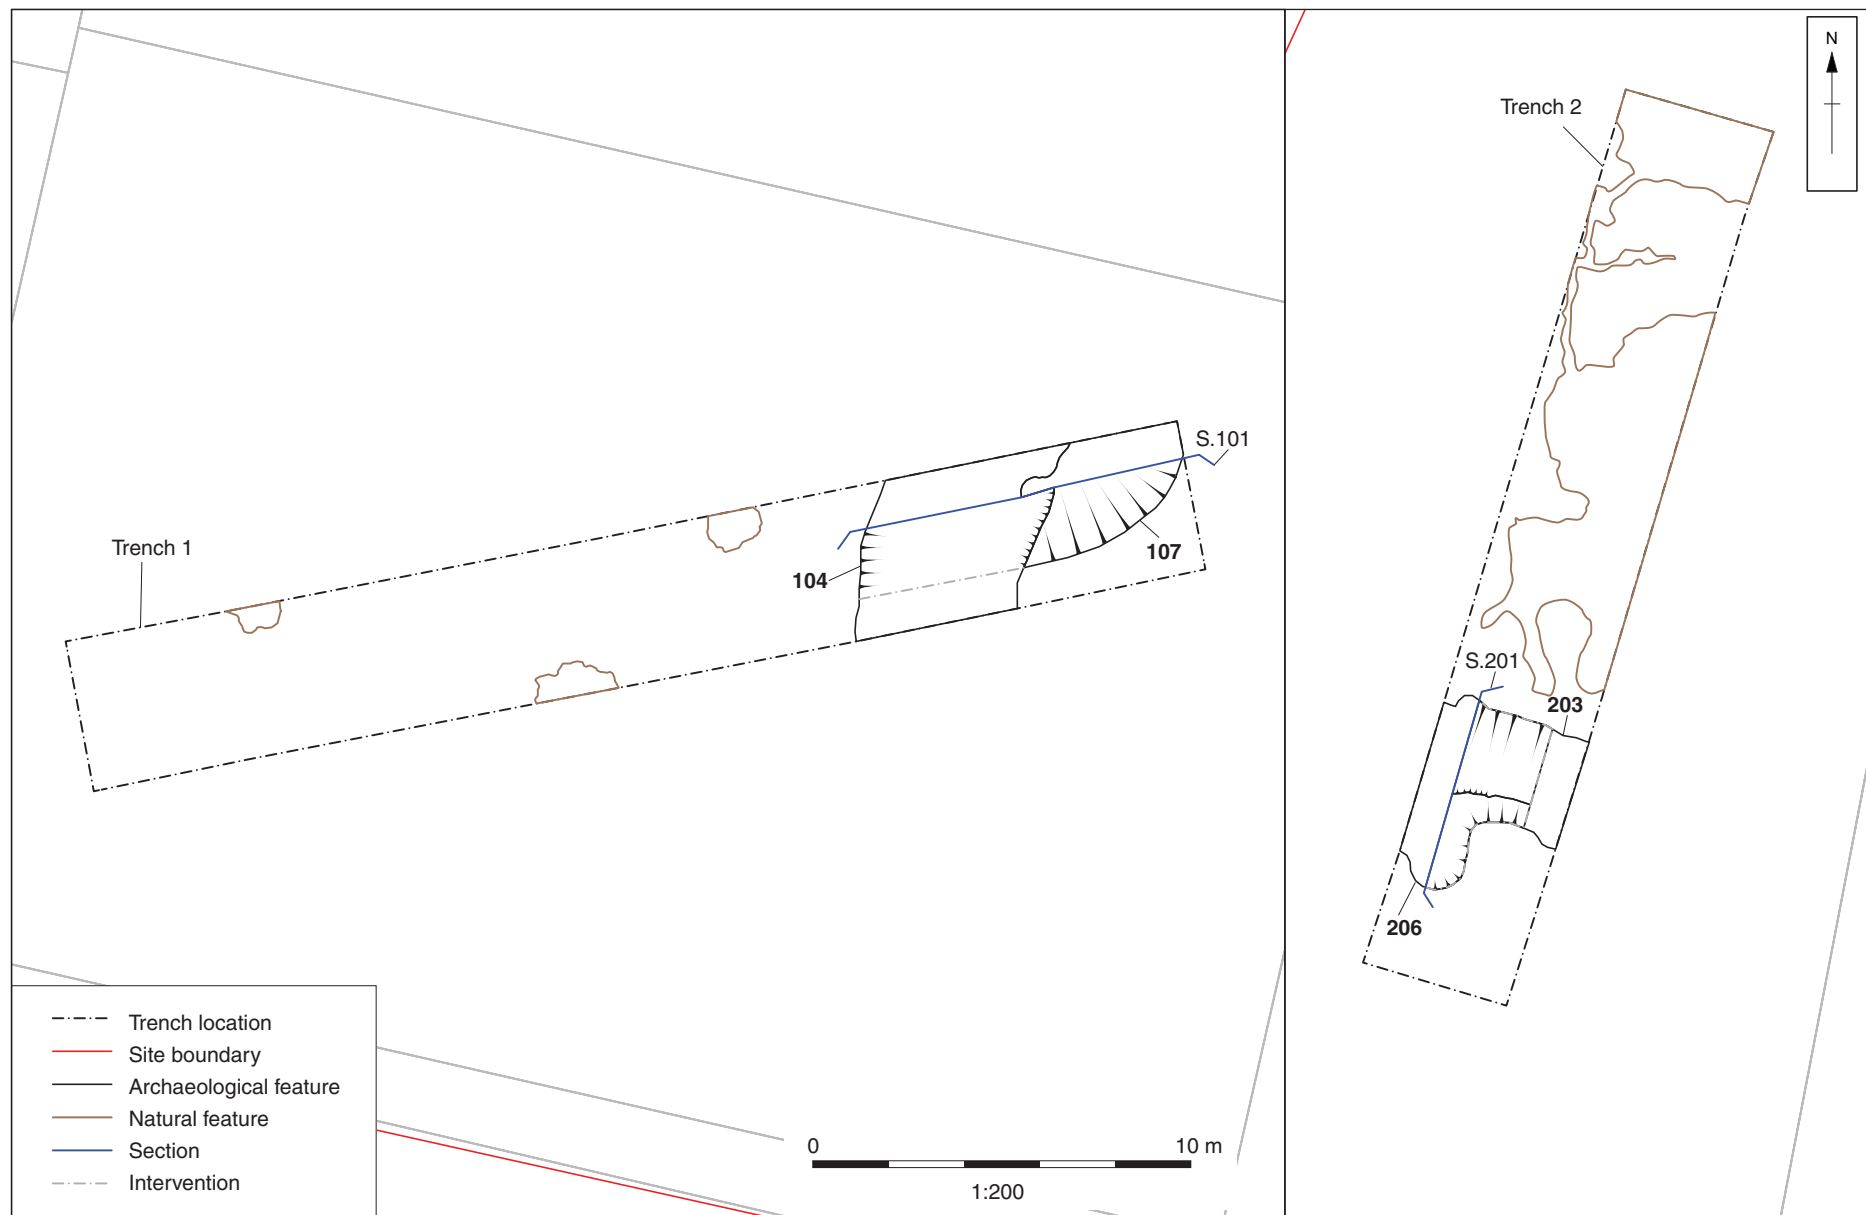 N
Trench 2
S.101
107
104
Trench 1
S.201
203
206
Trench location
Site boundary
Archaeological feature
Natural feature
Section
Intervention
0 10 m
1:200